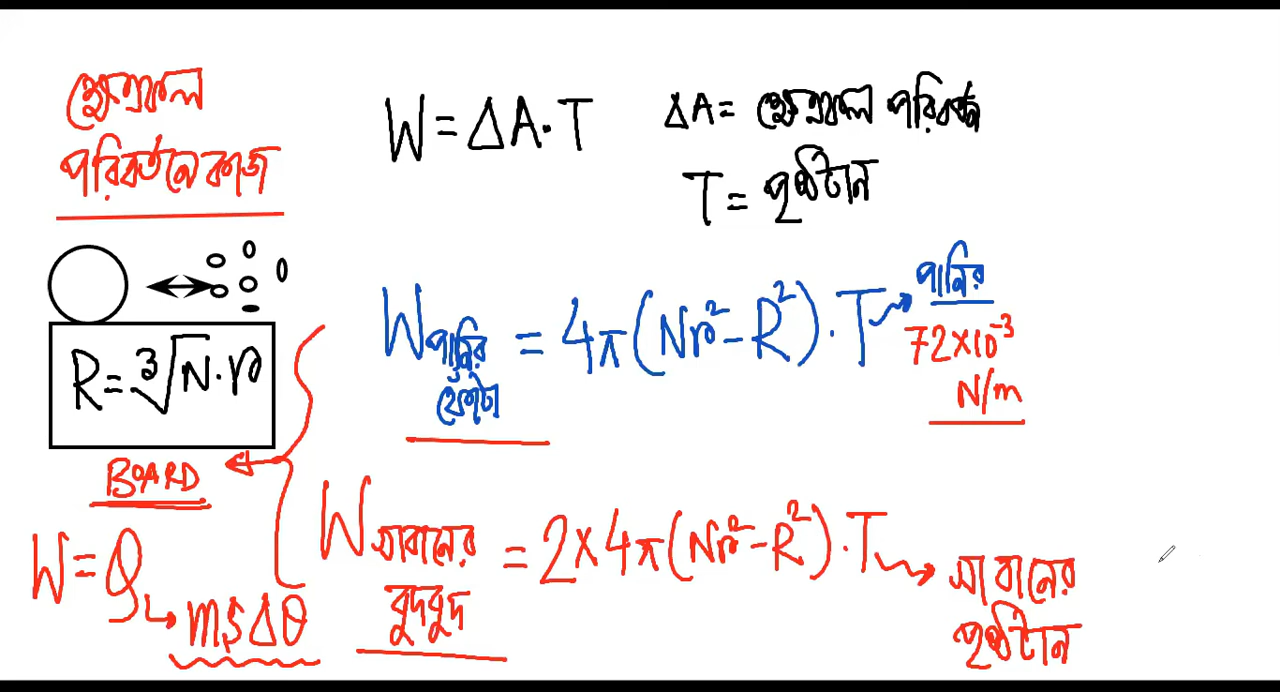 ক্ষেত্রফল
পরিবর্তনে কাজ
W = ΔA · T
ΔA = ক্ষেত্রফল পরিবর্তন
T = পৃষ্ঠটান
R = ³√N · r
BOARD
W পানির ফোঁটা = 4π (Nr² − R²) · T → পানির
72×10⁻³
N/m
W সাবানের বুদবুদ = 2×4π (Nr² − R²) · T → সাবানের পৃষ্ঠটান
W = Q
msΔθ